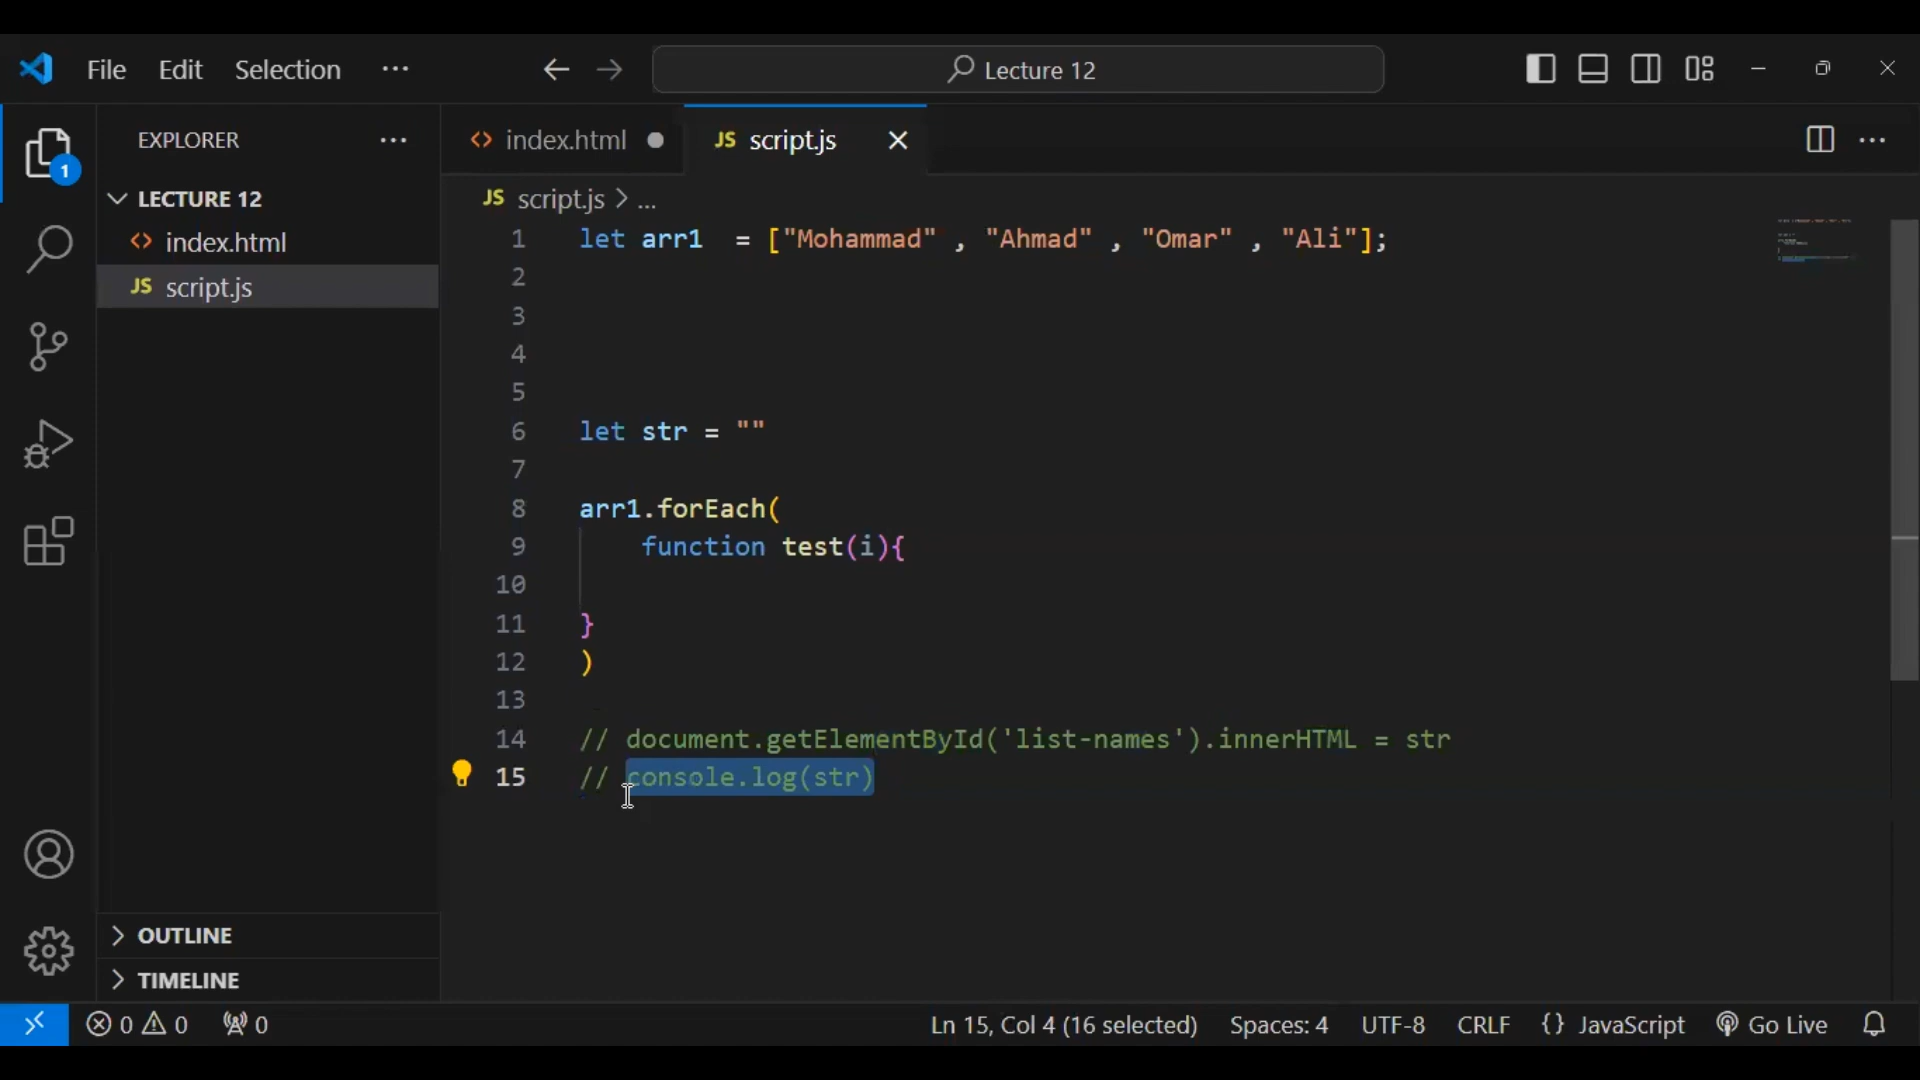 File Edit Selection ··· Lecture 12
EXPLORER ···
index.html
JS script.js
1
LECTURE 12
index.html
JS script.js
JS script.js > ...
1 let arr1  = ["Mohammad" , "Ahmad" , "Omar" , "Ali"];
2
3
4
5
6 let str = ""
7
8 arr1.forEach(
9     function test(i){
10
11 }
12 )
13
14 // document.getElementById('list-names').innerHTML = str
15 // console.log(str)
OUTLINE
TIMELINE
0 0 0 Ln 15, Col 4 (16 selected) Spaces: 4 UTF-8 CRLF {} JavaScript Go Live